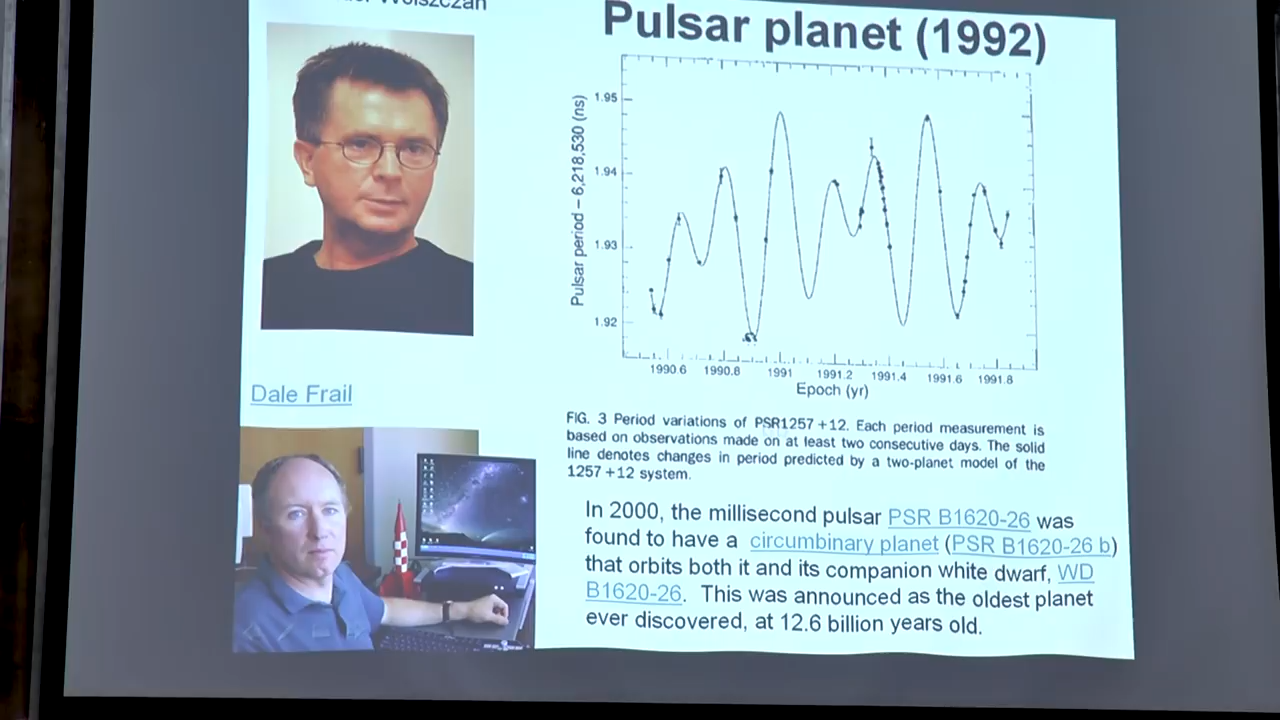 Wolszczan
Pulsar planet (1992)
Pulsar period – 6,218,530 (ns)
1.95
1.94
1.93
1.92
1990.6 1990.8 1991 1991.2 1991.4 1991.6 1991.8
Epoch (yr)
FIG. 3 Period variations of PSR1257 +12. Each period measurement is
based on observations made on at least two consecutive days. The solid
line denotes changes in period predicted by a two-planet model of the
1257 +12 system.
Dale Frail
In 2000, the millisecond pulsar PSR B1620-26 was
found to have a circumbinary planet (PSR B1620-26 b)
that orbits both it and its companion white dwarf, WD
B1620-26. This was announced as the oldest planet
ever discovered, at 12.6 billion years old.